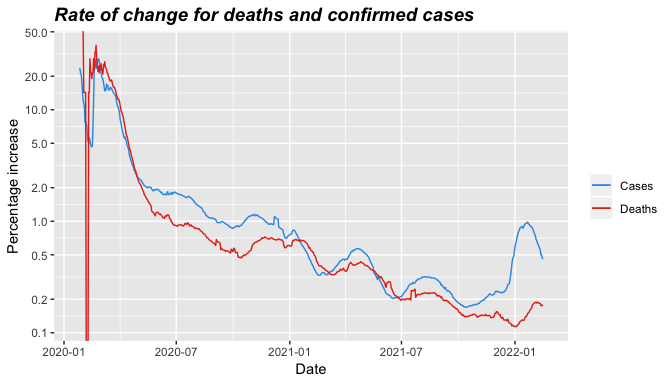 Rate of change for deaths and confirmed cases
Percentage increase
50.0
20.0
10.0
5.0
2.0
1.0
0.5
0.2
0.1
2020-01
2020-07
2021-01
2021-07
2022-01
Date
Cases
Deaths